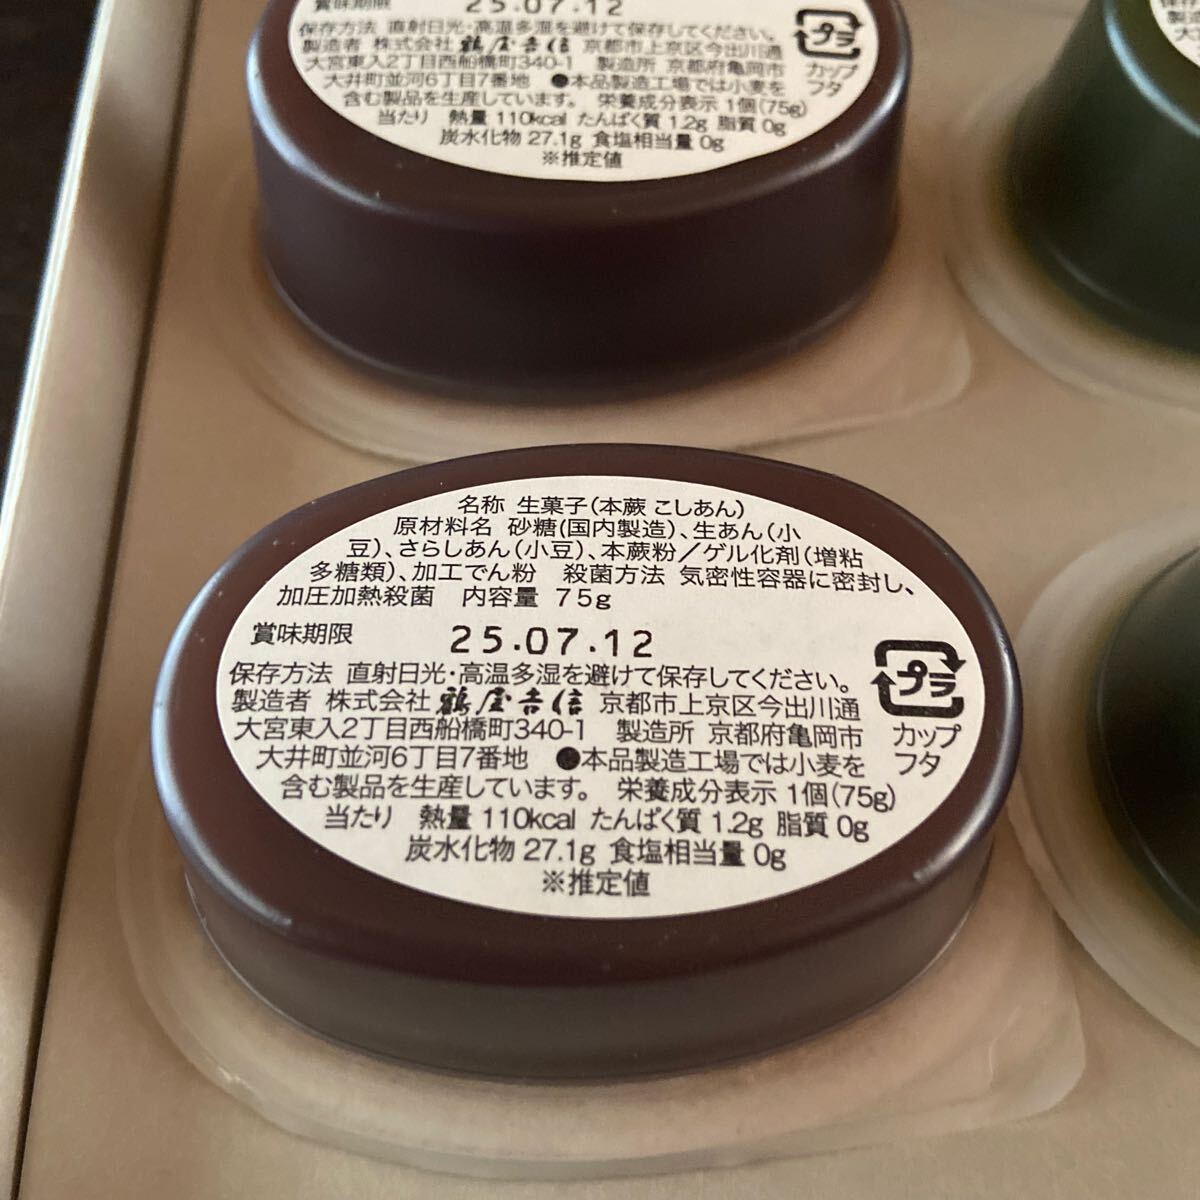 賞味期限 25.07.12
保存方法 直射日光・高温多湿を避けて保存してください。
製造者 株式会社 鶴屋吉信 京都市上京区今出川通
大宮東入2丁目西船橋町340-1 製造所 京都府亀岡市
大井町並河6丁目7番地 ●本品製造工場では小麦を
含む製品を生産しています。 栄養成分表示 1個(75g)
当たり 熱量 110kcal たんぱく質 1.2g 脂質 0g
炭水化物 27.1g 食塩相当量 0g
※推定値
プラ
カップ
フタ
名称 生菓子(本蕨 こしあん)
原材料名 砂糖(国内製造)、生あん(小
豆)、さらしあん(小豆)、本蕨粉/ゲル化剤(増粘
多糖類)、加工でん粉 殺菌方法 気密性容器に密封し、
加圧加熱殺菌 内容量 75g
賞味期限 25.07.12
保存方法 直射日光・高温多湿を避けて保存してください。
製造者 株式会社 鶴屋吉信 京都市上京区今出川通
大宮東入2丁目西船橋町340-1 製造所 京都府亀岡市
大井町並河6丁目7番地 ●本品製造工場では小麦を
含む製品を生産しています。 栄養成分表示 1個(75g)
当たり 熱量 110kcal たんぱく質 1.2g 脂質 0g
炭水化物 27.1g 食塩相当量 0g
※推定値
プラ
カップ
フタ